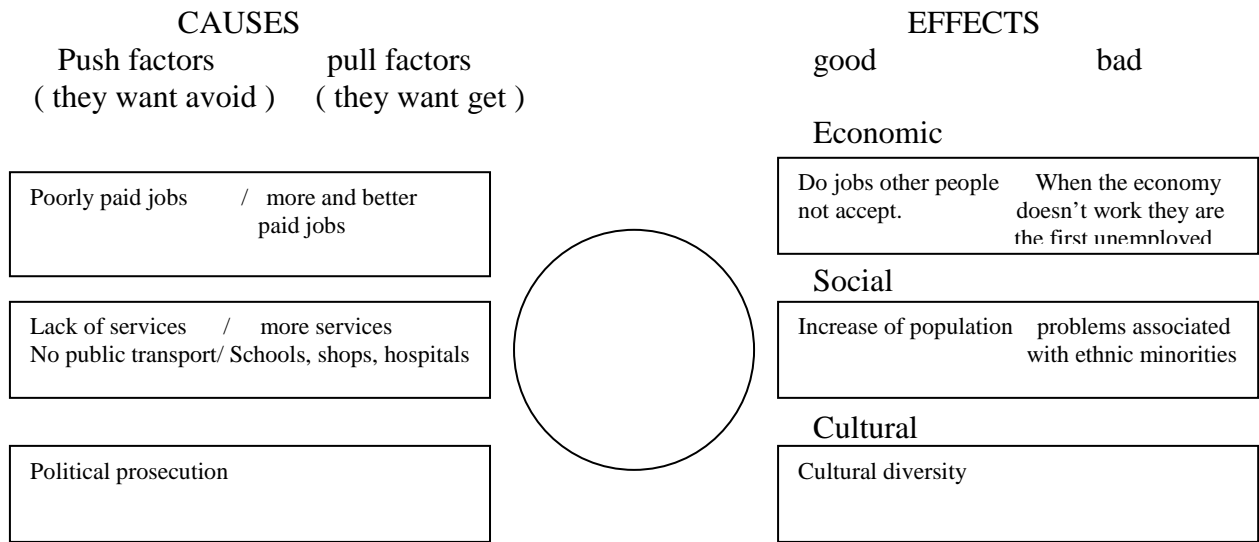 CAUSES
Push factors pull factors
( they want avoid ) ( they want get )
Poorly paid jobs / more and better
paid jobs
Lack of services / more services
No public transport/ Schools, shops, hospitals
Political prosecution
EFFECTS
good bad
Economic
Do jobs other people When the economy
not accept. doesn’t work they are
the first unemployed
Social
Increase of population problems associated
with ethnic minorities
Cultural
Cultural diversity